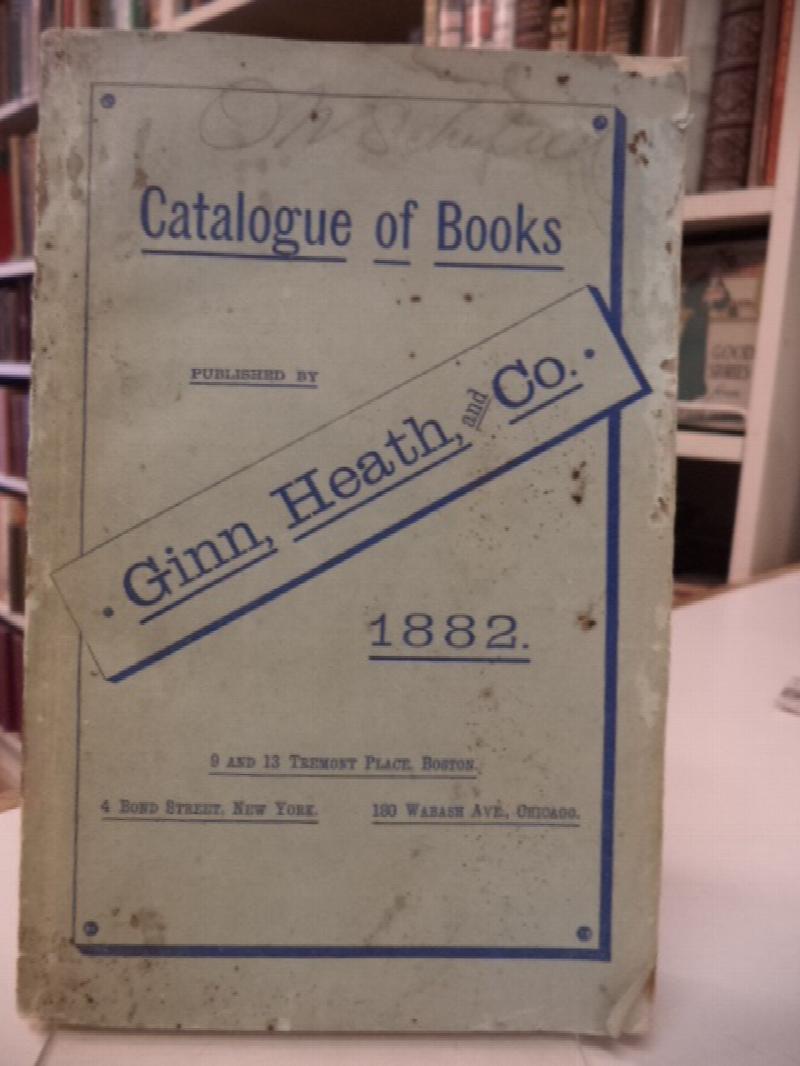 Catalogue of Books
PUBLISHED BY
Ginn, Heath, and Co.
1882.
9 AND 13 TREMONT PLACE, BOSTON.
4 BOND STREET, NEW YORK. 180 WABASH AVE., CHICAGO.
GOOD